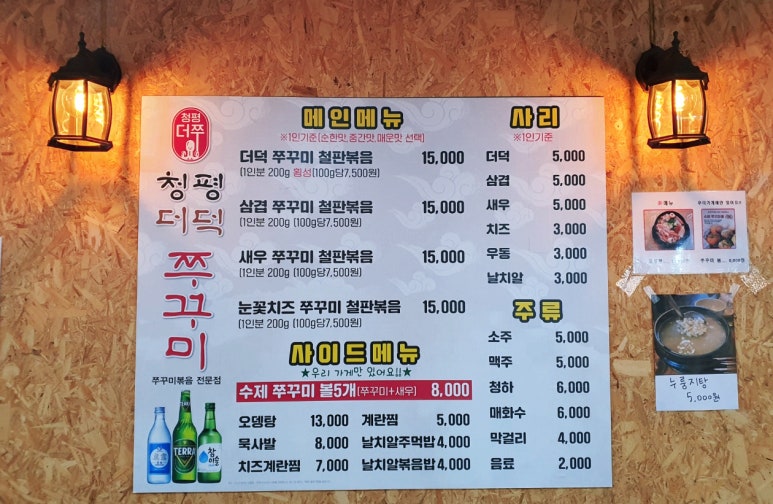 청평
더쭈
청평
더덕
쭈꾸미
쭈꾸미볶음 전문점
TERRA
참이슬
메인메뉴
※1인기준(순한맛,중간맛,매운맛 선택)
더덕 쭈꾸미 철판볶음 15,000
(1인분 200g 횡성(100g당7,500원)
삼겹 쭈꾸미 철판볶음 15,000
(1인분 200g (100g당7,500원)
새우 쭈꾸미 철판볶음 15,000
(1인분 200g (100g당7,500원)
눈꽃치즈 쭈꾸미 철판볶음 15,000
(1인분 200g (100g당7,500원)
사이드메뉴
★우리 가게만 있어요!!★
수제 쭈꾸미 볼5개(쭈꾸미+새우) 8,000
오뎅탕 13,000 계란찜 5,000
묵사발 8,000 날치알주먹밥 4,000
치즈계란찜 7,000 날치알볶음밥 4,000
사리
※1인기준
더덕 5,000
삼겹 5,000
새우 5,000
치즈 3,000
우동 3,000
날치알 3,000
주류
소주 5,000
맥주 5,000
청하 6,000
매화수 6,000
막걸리 4,000
음료 2,000
누룽지탕
5,000원